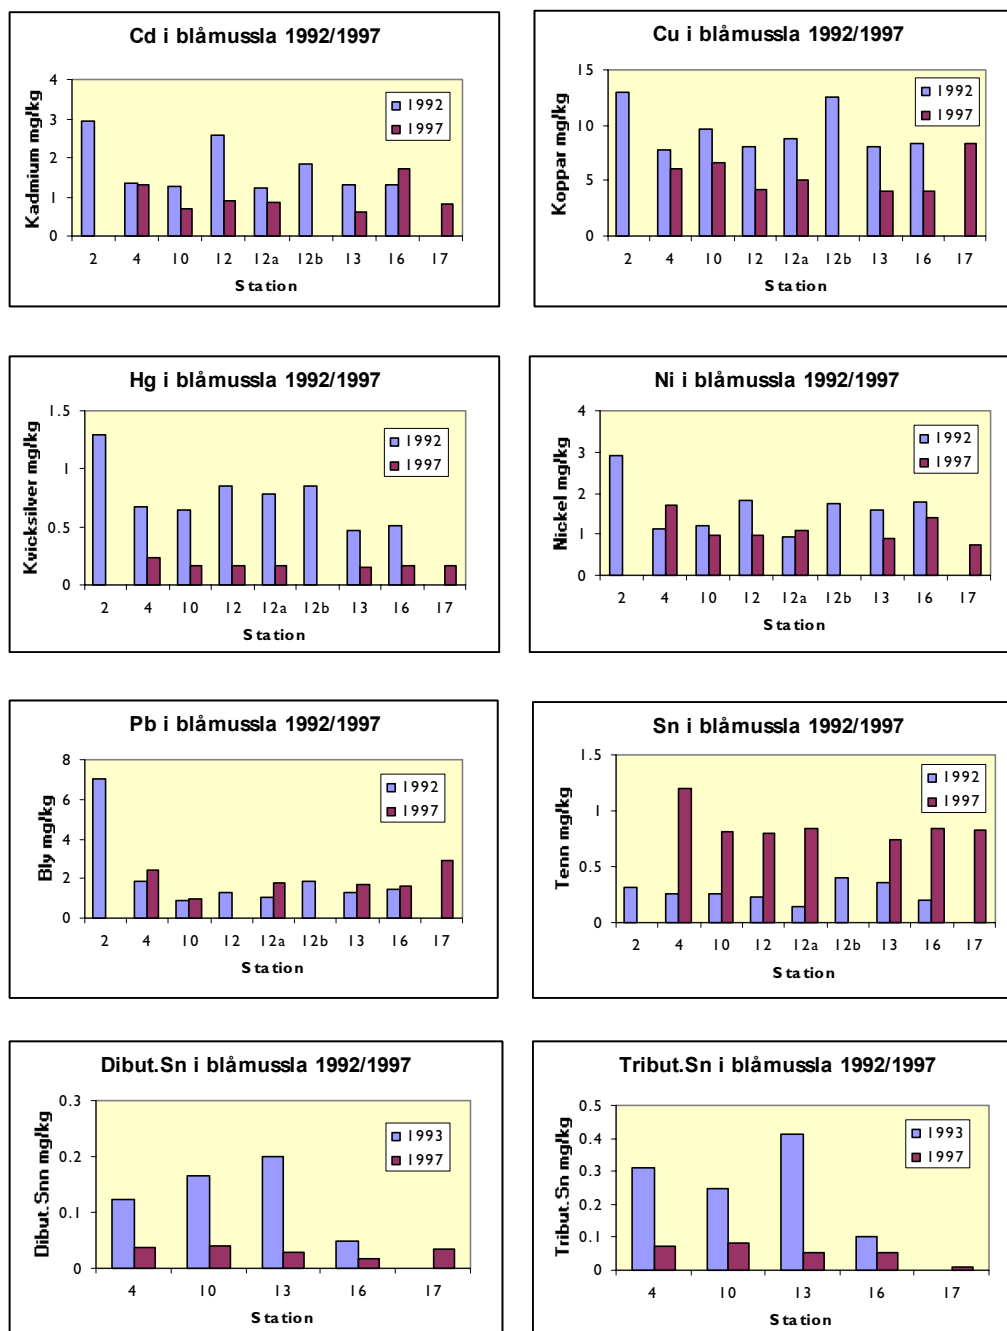 Cd i blåmussla 1992/1997
Kadmium mg/kg
4
3
2
1
0
1992
1997
2 4 10 12 12a 12b 13 16 17
Station
Cu i blåmussla 1992/1997
Koppar mg/kg
15
10
5
0
1992
1997
2 4 10 12 12a 12b 13 16 17
Station
Hg i blåmussla 1992/1997
Kvicksilver mg/kg
1.5
1
0.5
0
1992
1997
2 4 10 12 12a 12b 13 16 17
Station
Ni i blåmussla 1992/1997
Nickel mg/kg
4
3
2
1
0
1992
1997
2 4 10 12 12a 12b 13 16 17
Station
Pb i blåmussla 1992/1997
Bly mg/kg
8
6
4
2
0
1992
1997
2 4 10 12 12a 12b 13 16 17
Station
Sn i blåmussla 1992/1997
Tenn mg/kg
1.5
1
0.5
0
1992
1997
2 4 10 12 12a 12b 13 16 17
Station
Dibut.Sn i blåmussla 1992/1997
Dibut.Snn mg/kg
0.3
0.2
0.1
0
1993
1997
4 10 13 16 17
Station
Tribut.Sn i blåmussla 1992/1997
Tribut.Sn mg/kg
0.5
0.4
0.3
0.2
0.1
0
1993
1997
4 10 13 16 17
Station